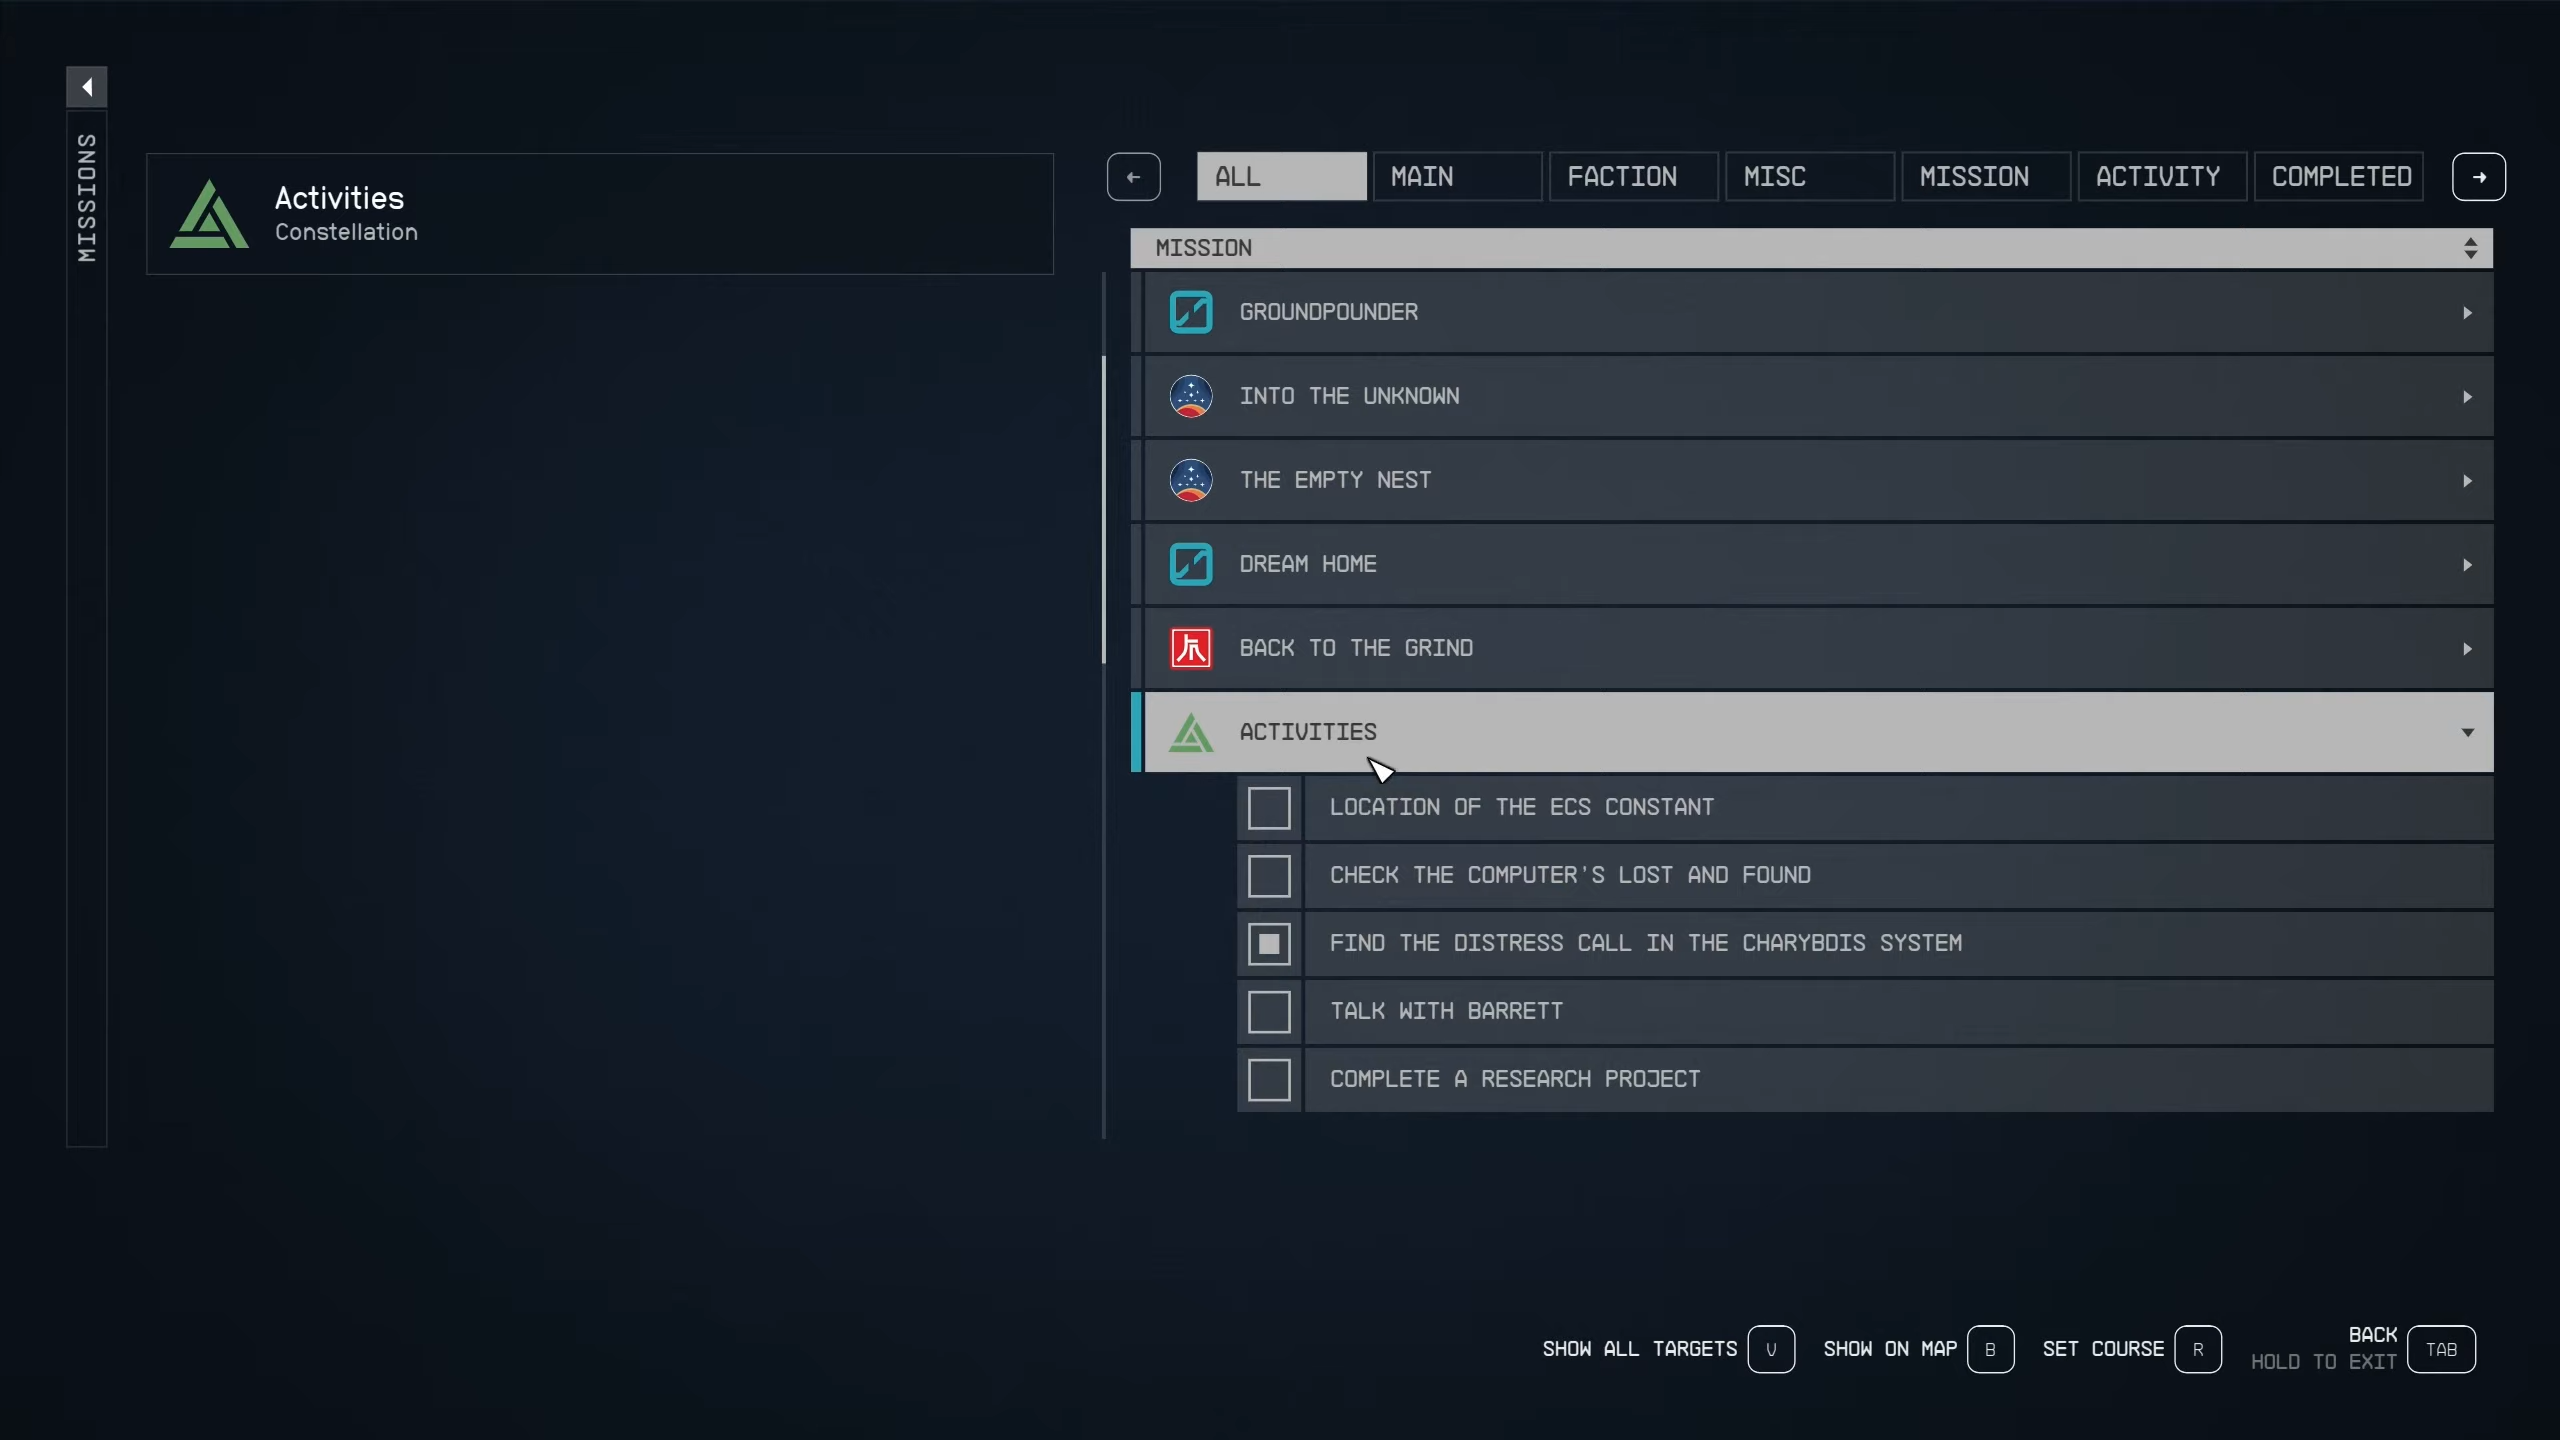 MISSIONS
Activities
Constellation
ALL
MAIN
FACTION
MISC
MISSION
ACTIVITY
COMPLETED
MISSION
GROUNDPOUNDER
INTO THE UNKNOWN
THE EMPTY NEST
DREAM HOME
BACK TO THE GRIND
ACTIVITIES
LOCATION OF THE ECS CONSTANT
CHECK THE COMPUTER'S LOST AND FOUND
FIND THE DISTRESS CALL IN THE CHARYBDIS SYSTEM
TALK WITH BARRETT
COMPLETE A RESEARCH PROJECT
SHOW ALL TARGETS V
SHOW ON MAP B
SET COURSE R
BACK
HOLD TO EXIT
TAB